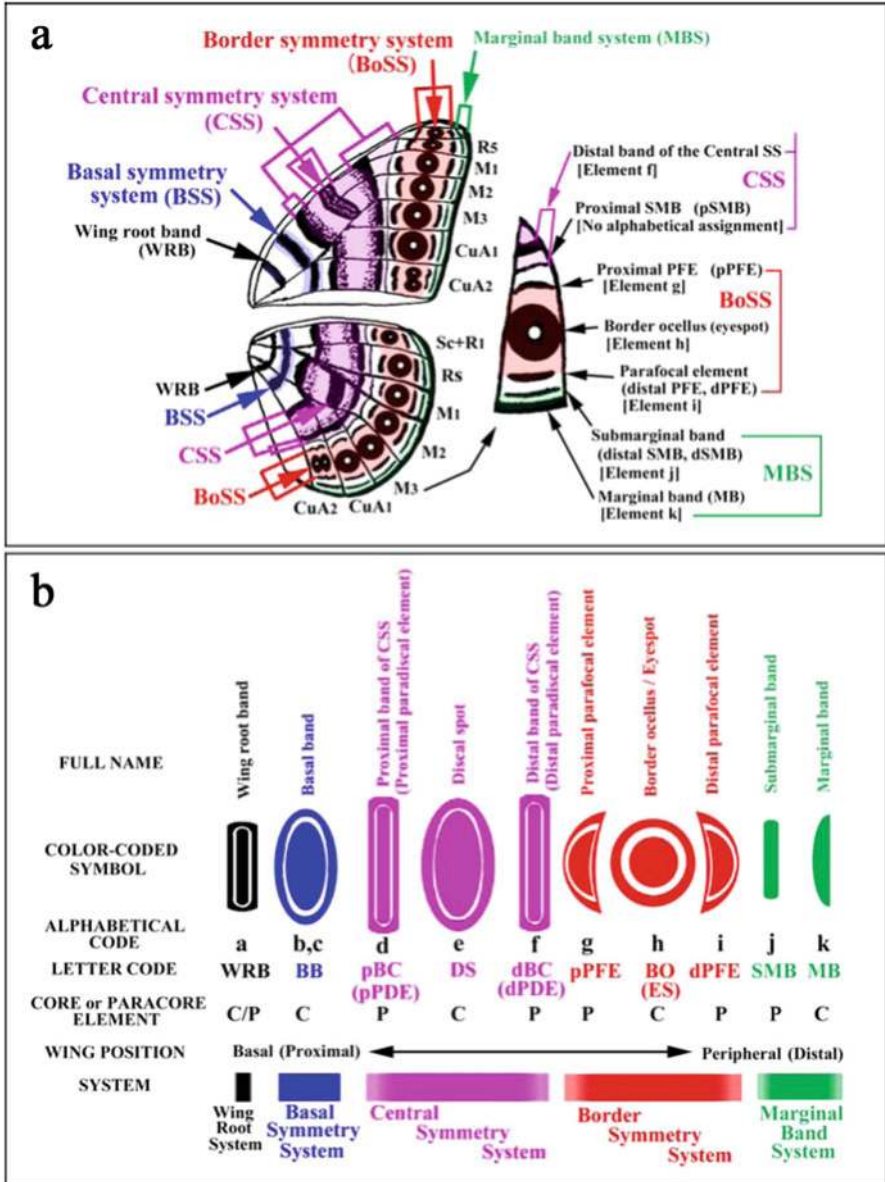 a
Border symmetry system
(BoSS)
Marginal band system (MBS)
Central symmetry system
(CSS)
Basal symmetry
system (BSS)
Wing root band
(WRB)
R5
M1
M2
M3
CuA1
CuA2
Distal band of the Central SS
[Element f]
CSS
Proximal SMB (pSMB)
[No alphabetical assignment]
Proximal PFE (pPFE)
[Element g]
BoSS
Border ocellus (eyespot)
[Element h]
Parafocal element
(distal PFE, dPFE)
[Element i]
Submarginal band
(distal SMB, dSMB)
[Element j]
MBS
Marginal band (MB)
[Element k]
WRB
BSS
CSS
BoSS
Sc+R1
Rs
M1
M2
M3
CuA2 CuA1
b
FULL NAME
Wing root band
Basal band
Proximal band of CSS
(Proximal paradiscal element)
Discal spot
Distal band of CSS
(Distal paradiscal element)
Proximal parafocal element
Border ocellus / Eyespot
Distal parafocal element
Submarginal band
Marginal band
COLOR-CODED
SYMBOL
ALPHABETICAL
CODE
a b,c d e f g h i j k
LETTER CODE WRB BB pBC DS dBC pPFE BO dPFE SMB MB
(pPDE) (dPDE) (ES)
CORE or PARACORE
ELEMENT
C/P C P C P P C P P C
WING POSITION Basal (Proximal) Peripheral (Distal)
SYSTEM
Wing
Root
System
Basal
Symmetry
System
Central
Symmetry
System
Border
Symmetry
System
Marginal
Band
System